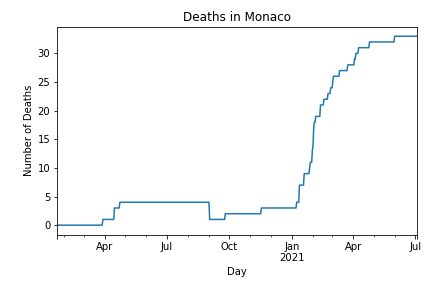 Deaths in Monaco
Number of Deaths
30
25
20
15
10
5
0
Apr
Jul
Oct
Jan
2021
Apr
Jul
Day